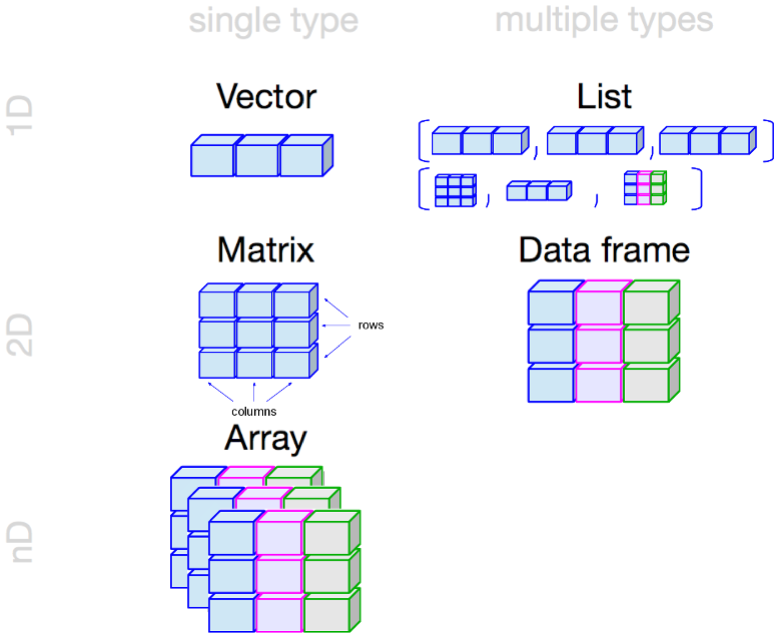 single type
multiple types
1D
Vector
List
Matrix
Data frame
2D
rows
columns
Array
nD